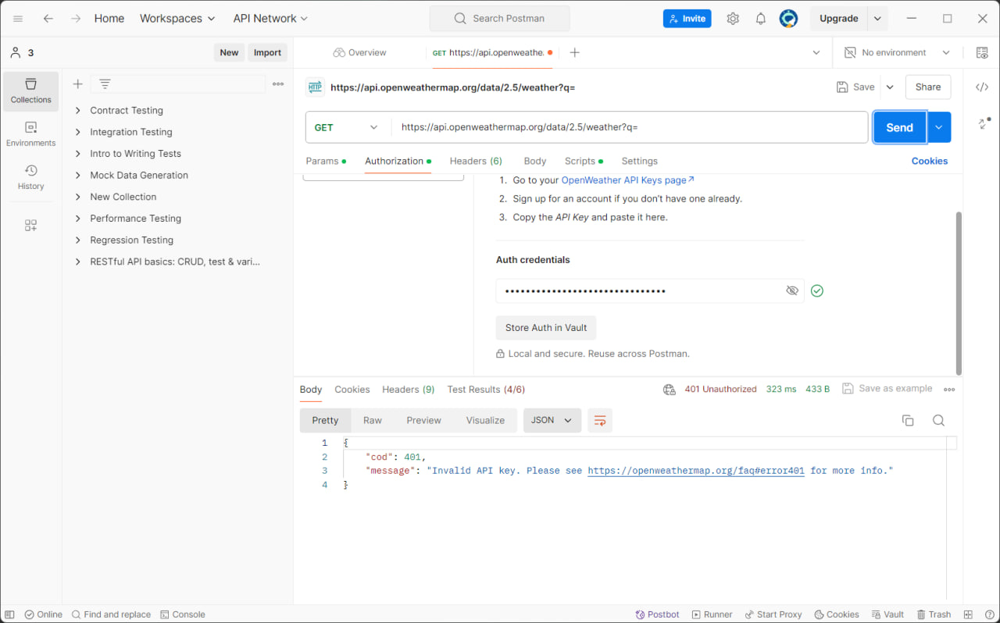 Home Workspaces API Network Search Postman Invite Upgrade
3 New Import Overview GET https://api.openweathe. No environment
Collections
Environments
History
Contract Testing
Integration Testing
Intro to Writing Tests
Mock Data Generation
New Collection
Performance Testing
Regression Testing
RESTful API basics: CRUD, test & vari...
HTTP https://api.openweathermap.org/data/2.5/weather?q= Save Share
GET https://api.openweathermap.org/data/2.5/weather?q= Send
Params Authorization Headers (6) Body Scripts Settings Cookies
1. Go to your OpenWeather API Keys page
2. Sign up for an account if you don't have one already.
3. Copy the API Key and paste it here.
Auth credentials
•••••••••••••••••••••••••••••••
Store Auth in Vault
Local and secure. Reuse across Postman.
Body Cookies Headers (9) Test Results (4/6) 401 Unauthorized 323 ms 433 B Save as example
Pretty Raw Preview Visualize JSON
1 {
2 "cod": 401,
3 "message": "Invalid API key. Please see https://openweathermap.org/faq#error401 for more info."
4 }
Online Find and replace Console Postbot Runner Start Proxy Cookies Vault Trash